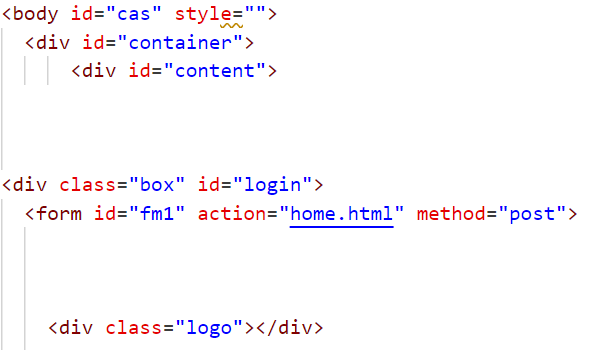 <body id="cas" style="">
<div id="container">
<div id="content">
<div class="box" id="login">
<form id="fm1" action="home.html" method="post">
<div class="logo"></div>